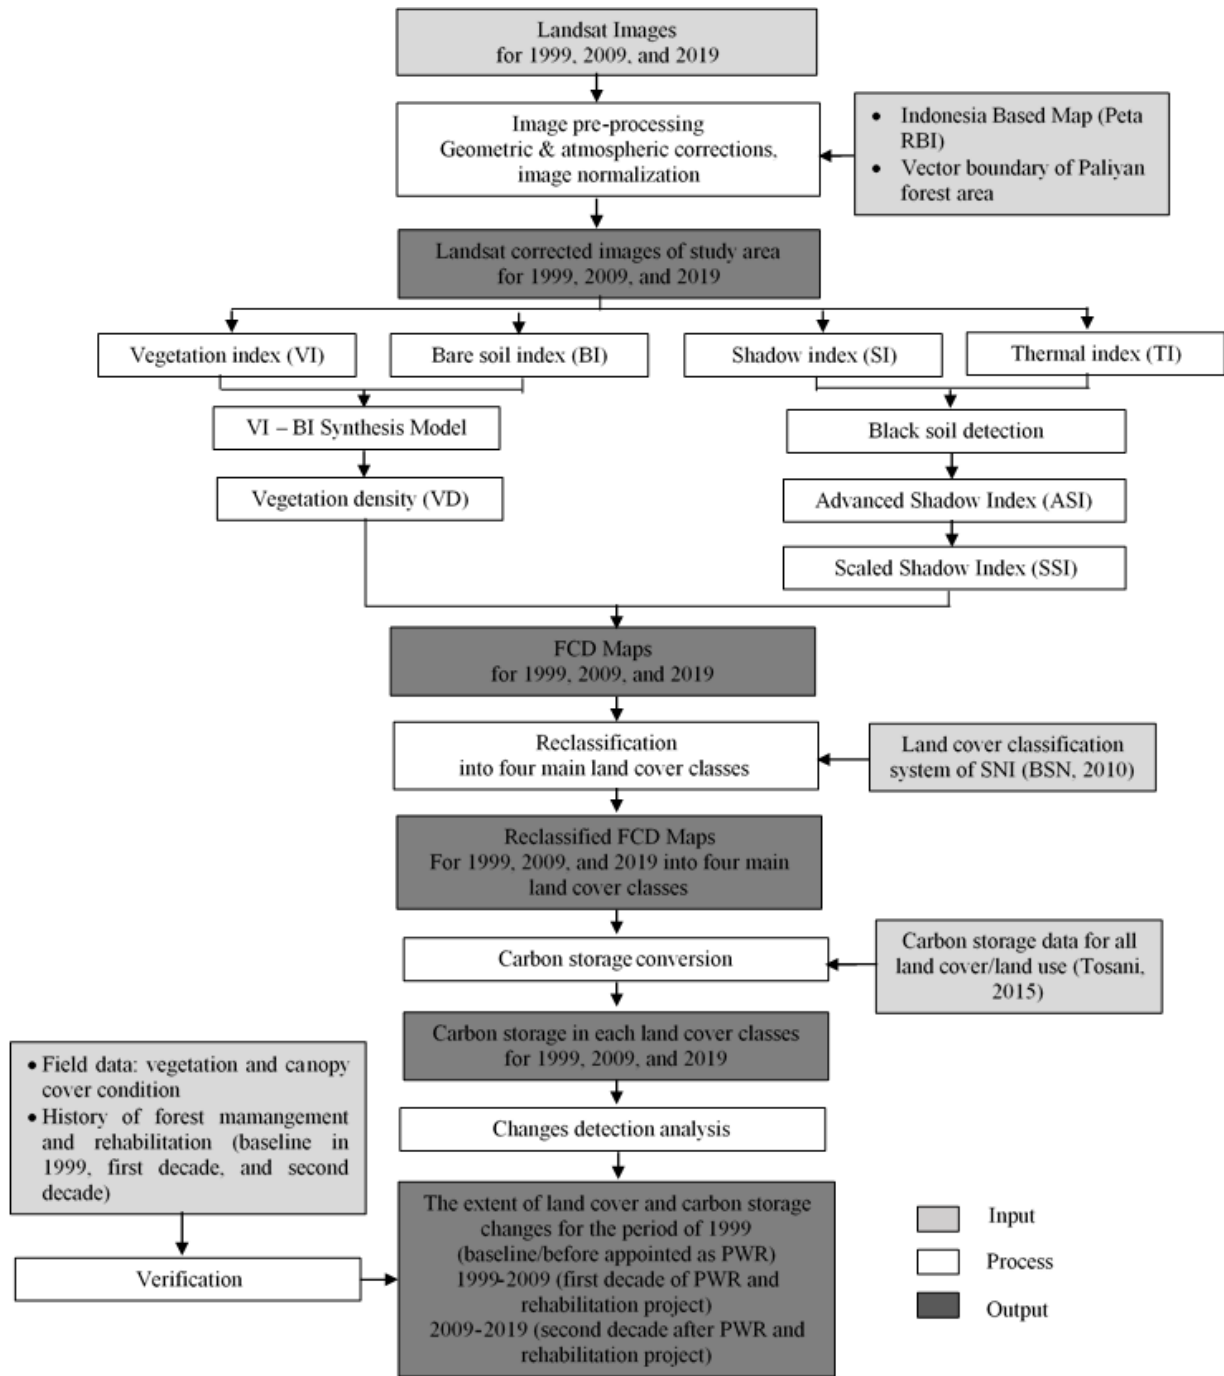 Landsat Images
for 1999, 2009, and 2019
Image pre-processing
Geometric & atmospheric corrections,
image normalization
• Indonesia Based Map (Peta
RBI)
• Vector boundary of Paliyan
forest area
Landsat corrected images of study area
for 1999, 2009, and 2019
Vegetation index (VI)
Bare soil index (BI)
Shadow index (SI)
Thermal index (TI)
VI – BI Synthesis Model
Black soil detection
Vegetation density (VD)
Advanced Shadow Index (ASI)
Scaled Shadow Index (SSI)
FCD Maps
for 1999, 2009, and 2019
Reclassification
into four main land cover classes
Land cover classification
system of SNI (BSN, 2010)
Reclassified FCD Maps
For 1999, 2009, and 2019 into four main
land cover classes
Carbon storage conversion
Carbon storage data for all
land cover/land use (Tosani,
2015)
Carbon storage in each land cover classes
for 1999, 2009, and 2019
• Field data: vegetation and canopy
cover condition
• History of forest mamangement
and rehabilitation (baseline in
1999, first decade, and second
decade)
Changes detection analysis
The extent of land cover and carbon storage
changes for the period of 1999
(baseline/before appointed as PWR)
1999-2009 (first decade of PWR and
rehabilitation project)
2009-2019 (second decade after PWR and
rehabilitation project)
Verification
Input
Process
Output